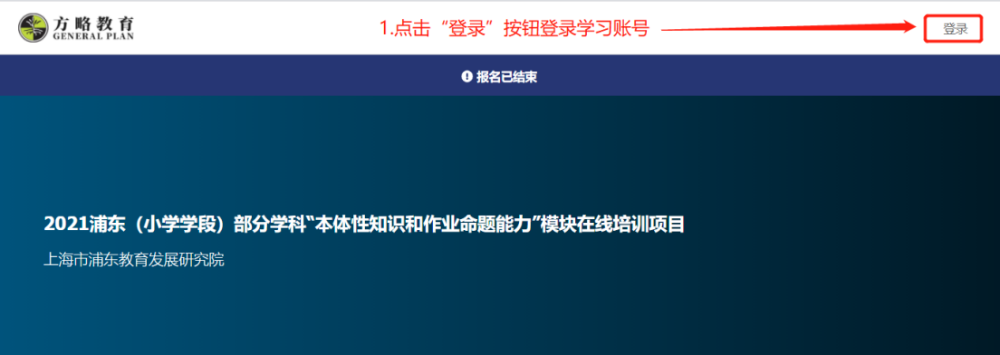 方略教育
GENERAL PLAN
1.点击“登录”按钮登录学习账号
登录
报名已结束
2021浦东（小学学段）部分学科“本体性知识和作业命题能力”模块在线培训项目
上海市浦东教育发展研究院